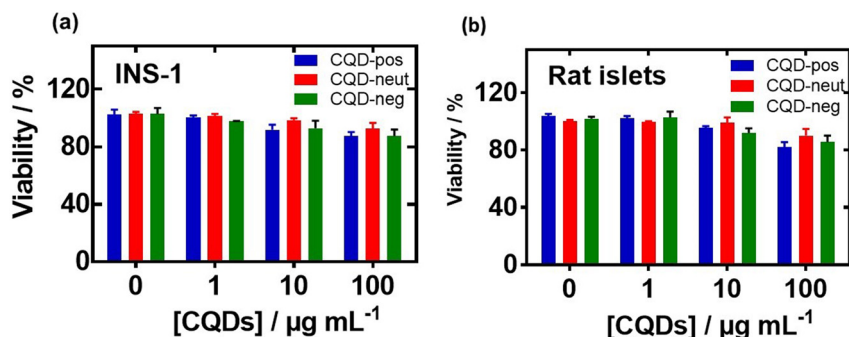 (a)
INS-1
CQD-pos
CQD-neut
CQD-neg
Viability / %
120
80
40
0
0 1 10 100
[CQDs] / µg mL⁻¹
(b)
Rat islets
CQD-pos
CQD-neut
CQD-neg
Viability / %
120
80
40
0
0 1 10 100
[CQDs] / µg mL⁻¹